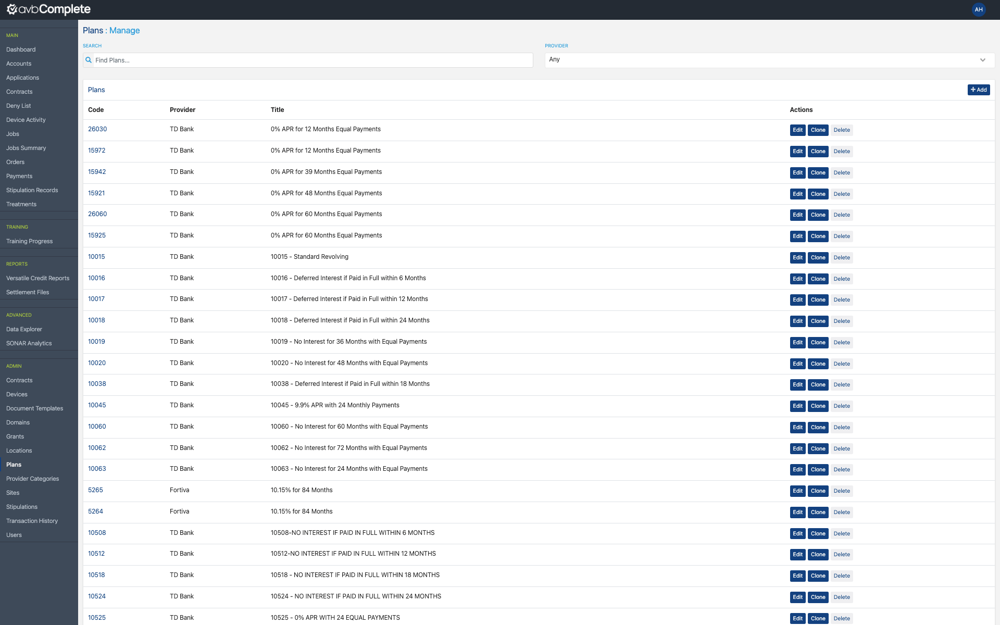 avbComplete
AH
MAIN
Dashboard
Accounts
Applications
Contracts
Deny List
Device Activity
Jobs
Jobs Summary
Orders
Payments
Stipulation Records
Treatments
TRAINING
Training Progress
REPORTS
Versatile Credit Reports
Settlement Files
ADVANCED
Data Explorer
SONAR Analytics
ADMIN
Contracts
Devices
Document Templates
Domains
Grants
Locations
Plans
Provider Categories
Sites
Stipulations
Transaction History
Users
Plans : Manage
SEARCH
Find Plans...
PROVIDER
Any
Plans
+ Add
Code Provider Title Actions
26030 TD Bank 0% APR for 12 Months Equal Payments Edit Clone Delete
15972 TD Bank 0% APR for 12 Months Equal Payments Edit Clone Delete
15942 TD Bank 0% APR for 39 Months Equal Payments Edit Clone Delete
15921 TD Bank 0% APR for 48 Months Equal Payments Edit Clone Delete
26060 TD Bank 0% APR for 60 Months Equal Payments Edit Clone Delete
15925 TD Bank 0% APR for 60 Months Equal Payments Edit Clone Delete
10015 TD Bank 10015 - Standard Revolving Edit Clone Delete
10016 TD Bank 10016 - Deferred Interest if Paid in Full within 6 Months Edit Clone Delete
10017 TD Bank 10017 - Deferred Interest if Paid in Full within 12 Months Edit Clone Delete
10018 TD Bank 10018 - Deferred Interest if Paid in Full within 24 Months Edit Clone Delete
10019 TD Bank 10019 - No Interest for 36 Months with Equal Payments Edit Clone Delete
10020 TD Bank 10020 - No Interest for 48 Months with Equal Payments Edit Clone Delete
10038 TD Bank 10038 - Deferred Interest if Paid in Full within 18 Months Edit Clone Delete
10045 TD Bank 10045 - 9.9% APR with 24 Monthly Payments Edit Clone Delete
10060 TD Bank 10060 - No Interest for 60 Months with Equal Payments Edit Clone Delete
10062 TD Bank 10062 - No Interest for 72 Months with Equal Payments Edit Clone Delete
10063 TD Bank 10063 - No Interest for 24 Months with Equal Payments Edit Clone Delete
5265 Fortiva 10.15% for 84 Months Edit Clone Delete
5264 Fortiva 10.15% for 84 Months Edit Clone Delete
10508 TD Bank 10508-NO INTEREST IF PAID IN FULL WITHIN 6 MONTHS Edit Clone Delete
10512 TD Bank 10512-NO INTEREST IF PAID IN FULL WITHIN 12 MONTHS Edit Clone Delete
10518 TD Bank 10518 - NO INTEREST IF PAID IN FULL WITHIN 18 MONTHS Edit Clone Delete
10524 TD Bank 10524 - NO INTEREST IF PAID IN FULL WITHIN 24 MONTHS Edit Clone Delete
10525 TD Bank 10525 - 0% APR WITH 24 EQUAL PAYMENTS Edit Clone Delete